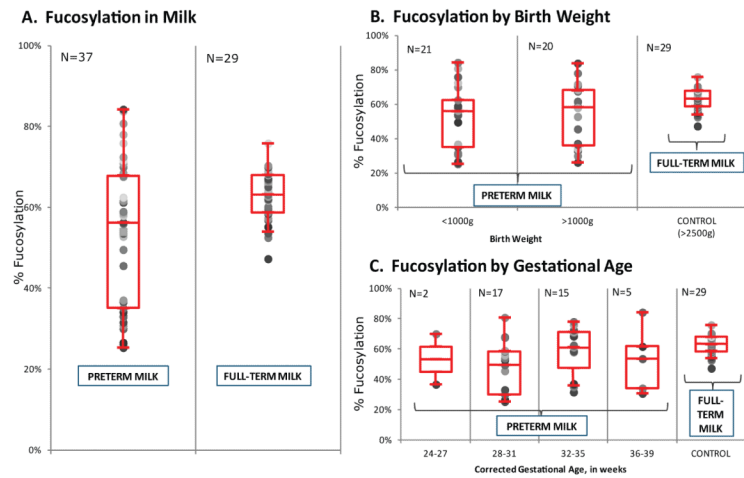 A. Fucosylation in Milk
100%
80%
60%
40%
20%
0%
% Fucosylation
N=37
N=29
PRETERM MILK
FULL-TERM MILK
B. Fucosylation by Birth Weight
100%
80%
60%
40%
20%
0%
% Fucosylation
N=21
N=20
N=29
FULL-TERM MILK
PRETERM MILK
<1000g
>1000g
CONTROL
(>2500g)
Birth Weight
C. Fucosylation by Gestational Age
100%
80%
60%
40%
20%
0%
% Fucosylation
N=2
N=17
N=15
N=5
N=29
PRETERM MILK
FULL-
TERM
MILK
24-27
28-31
32-35
36-39
CONTROL
Corrected Gestational Age, in weeks